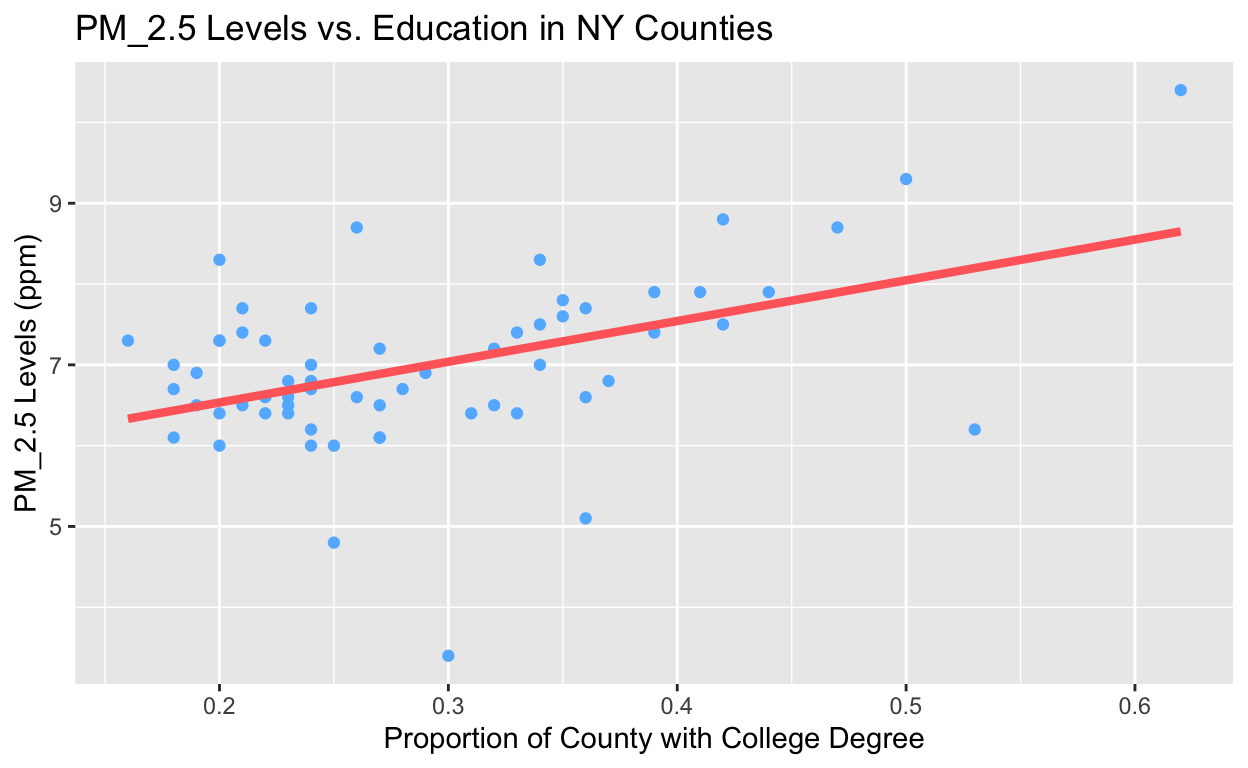 PM_2.5 Levels vs. Education in NY Counties
PM_2.5 Levels (ppm)
9
7
5
0.2 0.3 0.4 0.5 0.6
Proportion of County with College Degree